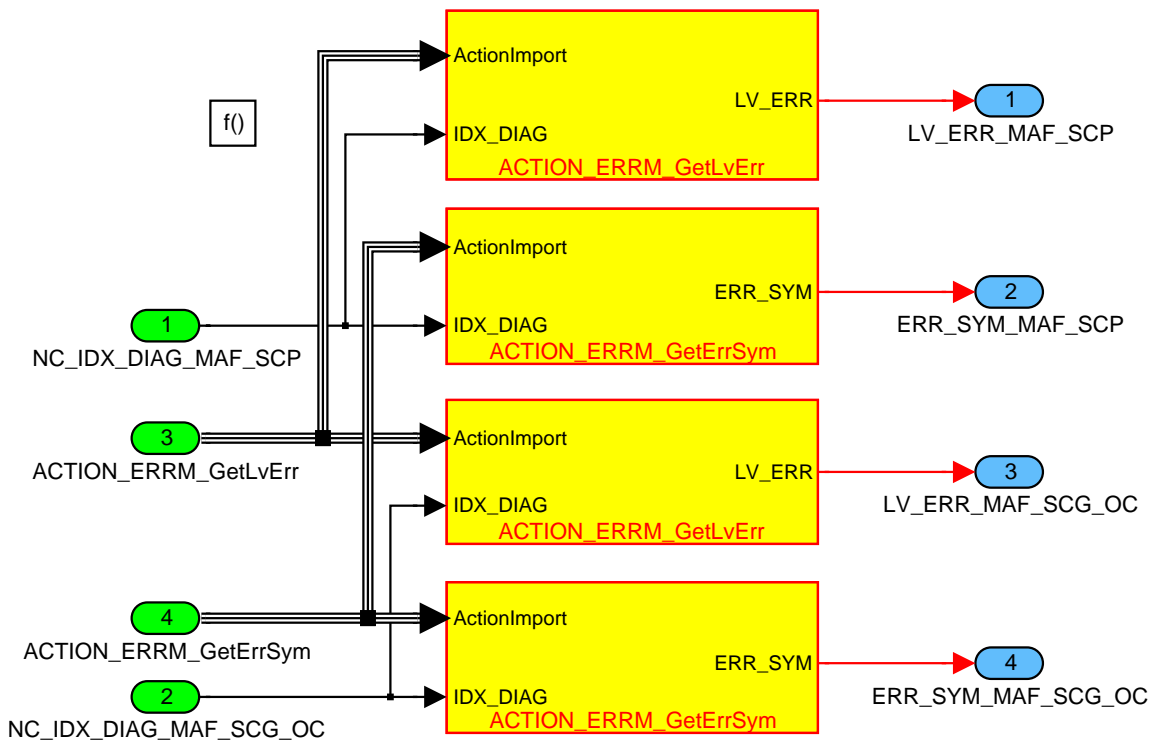 ActionImport
LV_ERR
1
f()
IDX_DIAG
LV_ERR_MAF_SCP
ACTION_ERRM_GetLvErr
ActionImport
ERR_SYM
2
1
IDX_DIAG
ERR_SYM_MAF_SCP
NC_IDX_DIAG_MAF_SCP
ACTION_ERRM_GetErrSym
3
ActionImport
ACTION_ERRM_GetLvErr
LV_ERR
3
IDX_DIAG
LV_ERR_MAF_SCG_OC
ACTION_ERRM_GetLvErr
4
ActionImport
ACTION_ERRM_GetErrSym
ERR_SYM
4
2
IDX_DIAG
ERR_SYM_MAF_SCG_OC
NC_IDX_DIAG_MAF_SCG_OC
ACTION_ERRM_GetErrSym